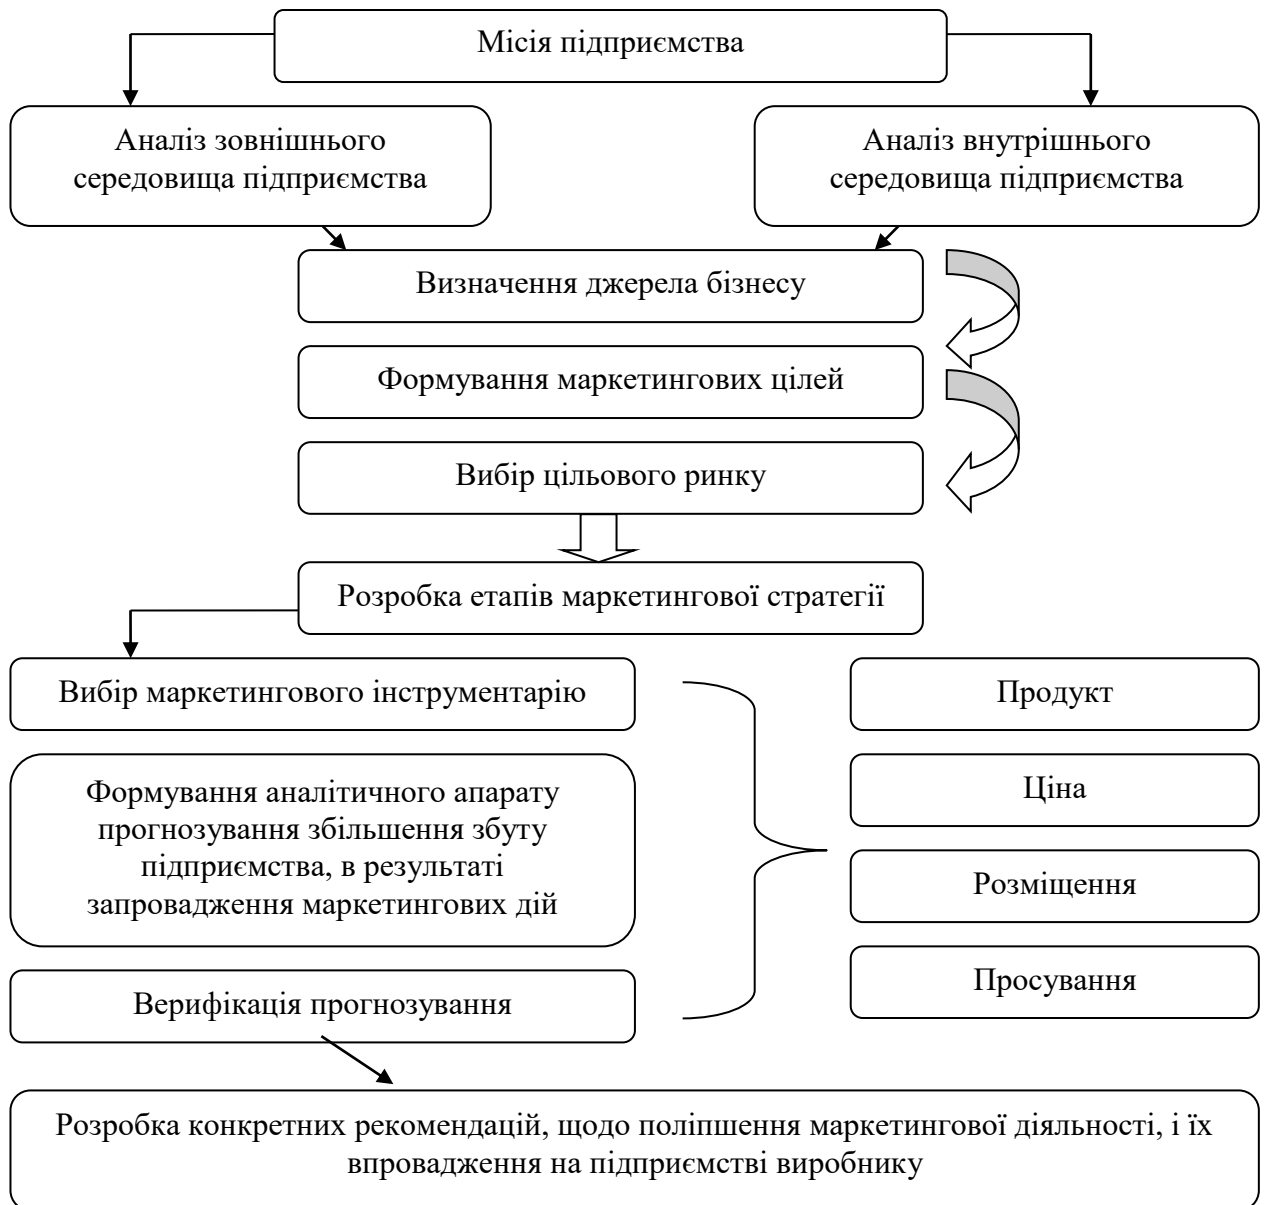 Місія підприємства
Аналіз зовнішнього
середовища підприємства
Аналіз внутрішнього
середовища підприємства
Визначення джерела бізнесу
Формування маркетингових цілей
Вибір цільового ринку
Розробка етапів маркетингової стратегії
Вибір маркетингового інструментарію
Формування аналітичного апарату
прогнозування збільшення збуту
підприємства, в результаті
запровадження маркетингових дій
Верифікація прогнозування
Продукт
Ціна
Розміщення
Просування
Розробка конкретних рекомендацій, щодо поліпшення маркетингової діяльності, і їх
впровадження на підприємстві виробнику